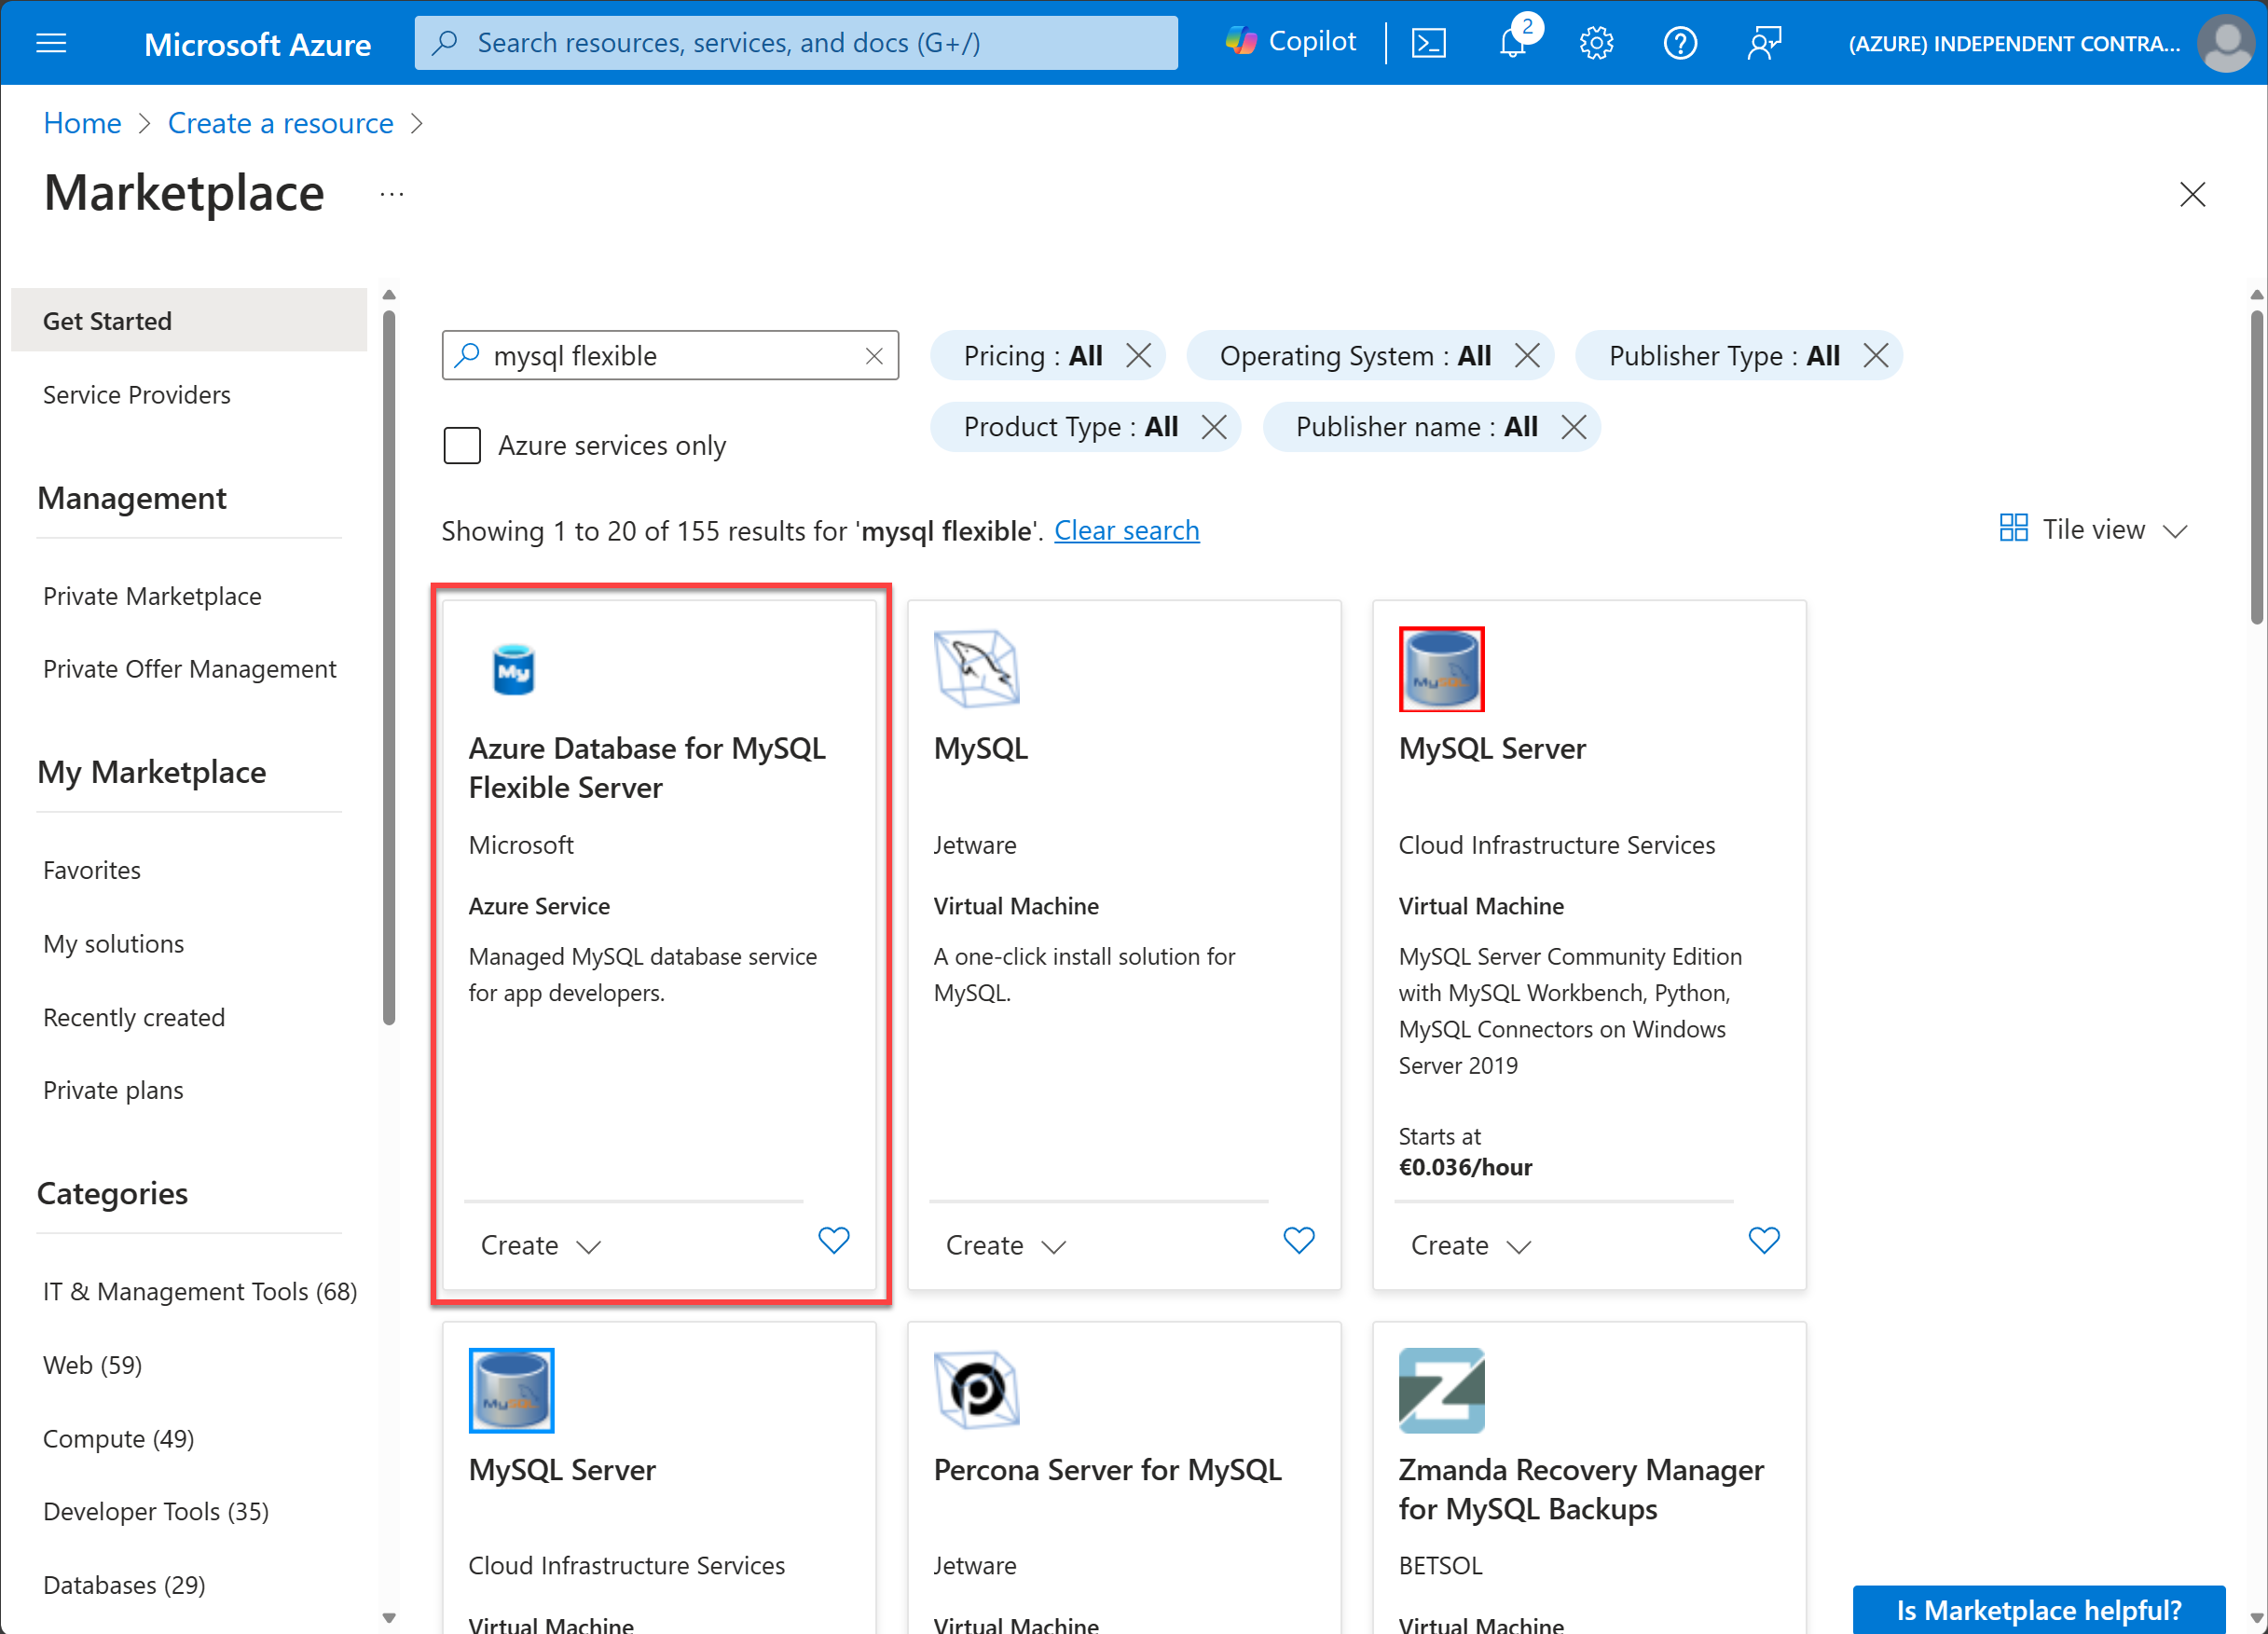 Microsoft Azure
Search resources, services, and docs (G+/)
Copilot
2
(AZURE) INDEPENDENT CONTRA...
Home
Create a resource
Marketplace
...
Get Started
Service Providers
Management
Private Marketplace
Private Offer Management
My Marketplace
Favorites
My solutions
Recently created
Private plans
Categories
IT & Management Tools (68)
Web (59)
Compute (49)
Developer Tools (35)
Databases (29)
mysql flexible
Pricing : All
Operating System : All
Publisher Type : All
Azure services only
Product Type : All
Publisher name : All
Showing 1 to 20 of 155 results for 'mysql flexible'. Clear search
Tile view
My
Azure Database for MySQL
Flexible Server
Microsoft
Azure Service
Managed MySQL database service
for app developers.
Create
MySQL
Jetware
Virtual Machine
A one-click install solution for
MySQL.
Create
MySQL
MySQL Server
Cloud Infrastructure Services
Virtual Machine
MySQL Server Community Edition
with MySQL Workbench, Python,
MySQL Connectors on Windows
Server 2019
Starts at
€0.036/hour
Create
MySQL
MySQL Server
Cloud Infrastructure Services
Virtual Machine
Percona Server for MySQL
Jetware
Virtual Machine
Zmanda Recovery Manager
for MySQL Backups
BETSOL
Virtual Machine
Is Marketplace helpful?